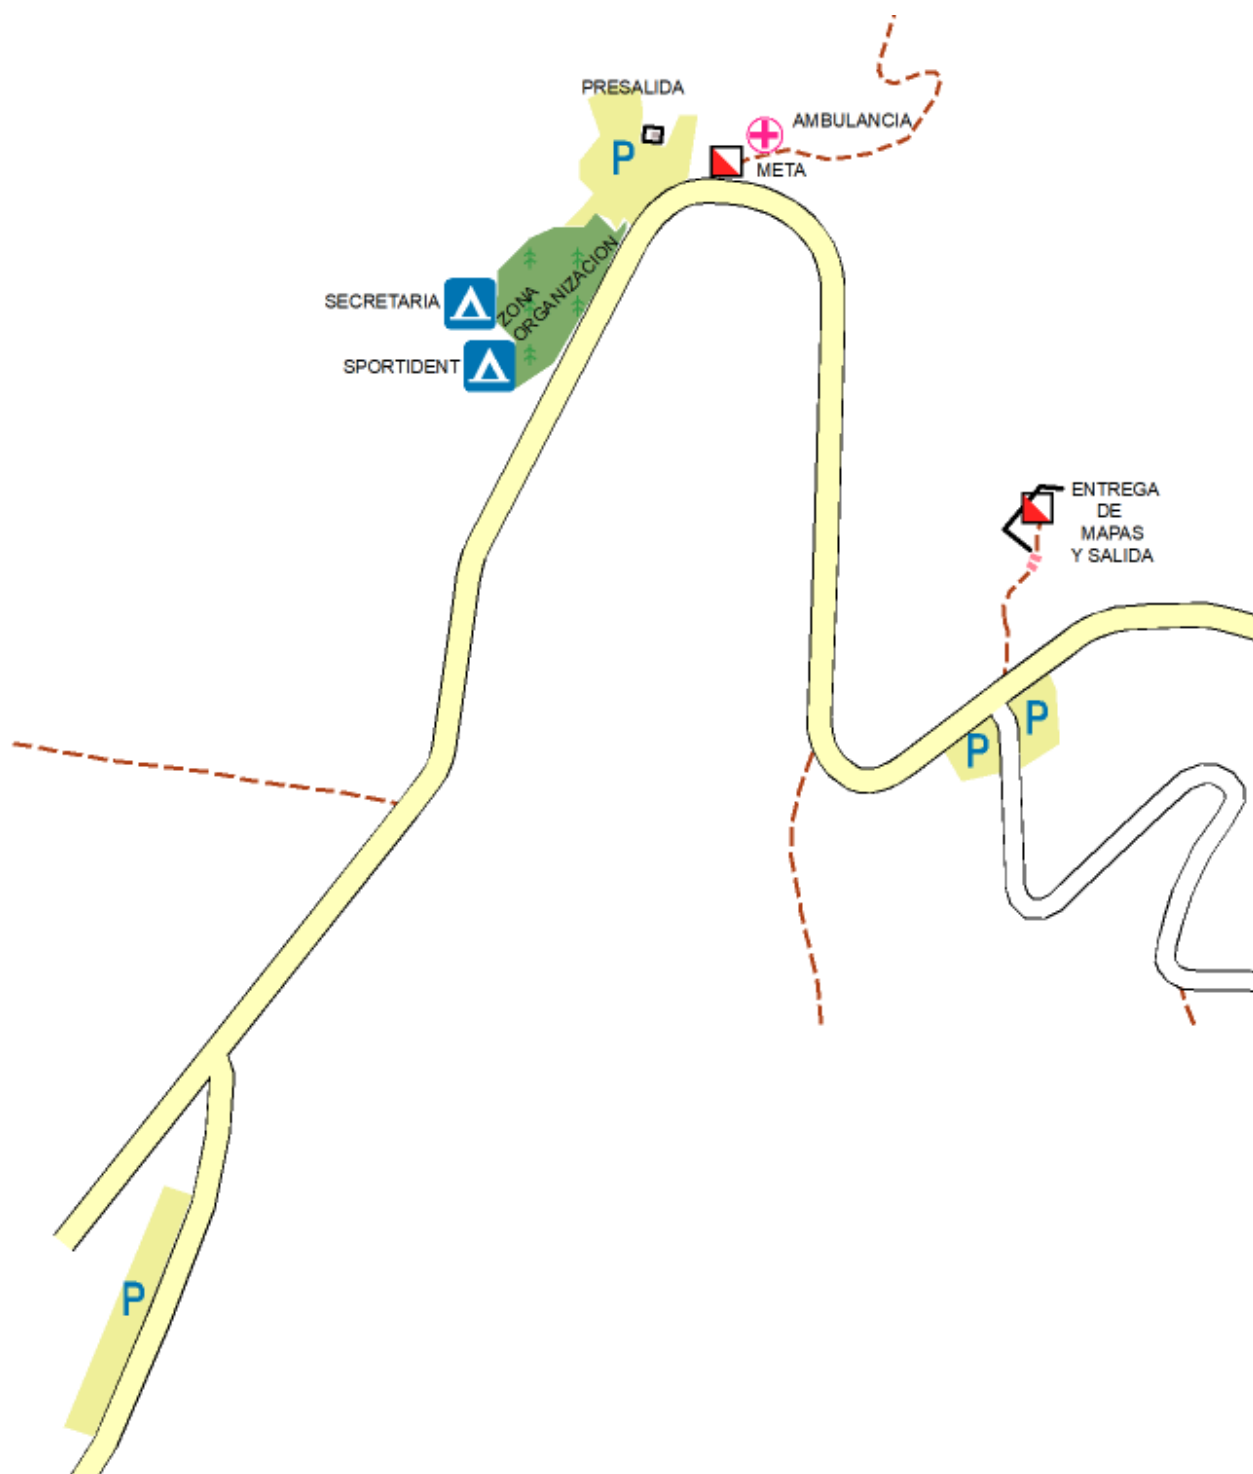 PRESALIDA
AMBULANCIA
P
META
ZONA
ORGANIZACION
SECRETARIA
SPORTIDENT
ENTREGA
DE
MAPAS
Y SALIDA
P
P
P